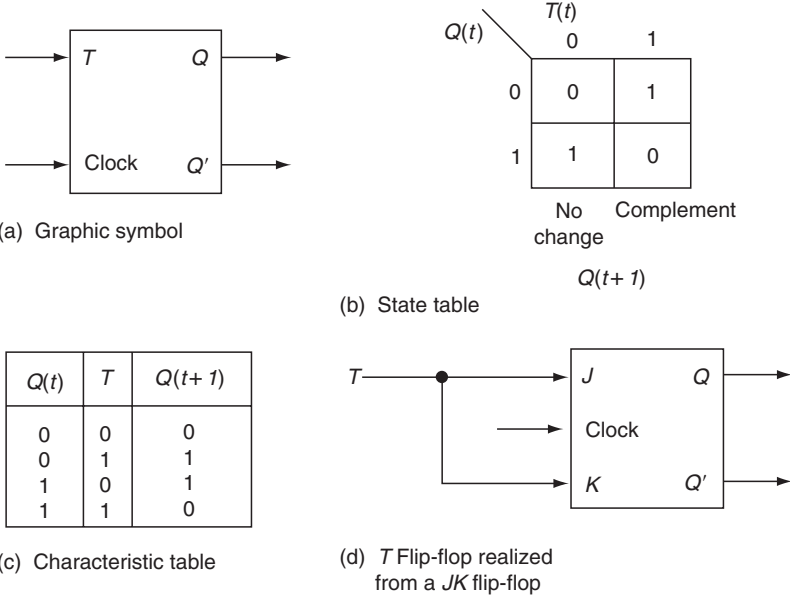 T Q
Clock Q′
(a) Graphic symbol
T(t)
Q(t) 0 1
0 0 1
1 1 0
No change Complement
Q(t+1)
(b) State table
Q(t) T Q(t+1)
0 0 0
0 1 1
1 0 1
1 1 0
(c) Characteristic table
T J Q
Clock
K Q′
(d) T Flip-flop realized
from a JK flip-flop